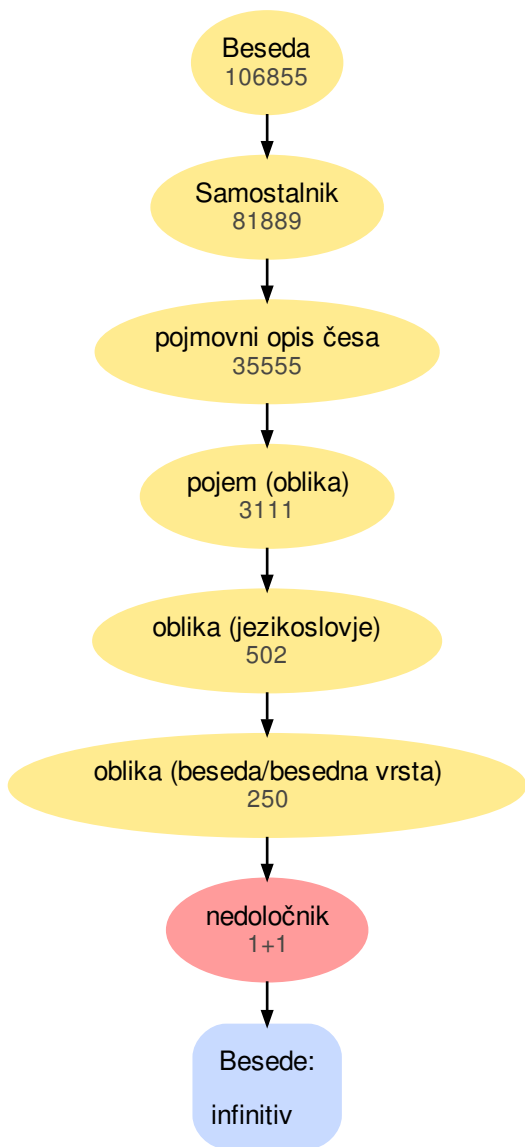 Beseda
106855
Samostalnik
81889
pojmovni opis česa
35555
pojem (oblika)
3111
oblika (jezikoslovje)
502
oblika (beseda/besedna vrsta)
250
nedoločnik
1+1
Besede:
infinitiv